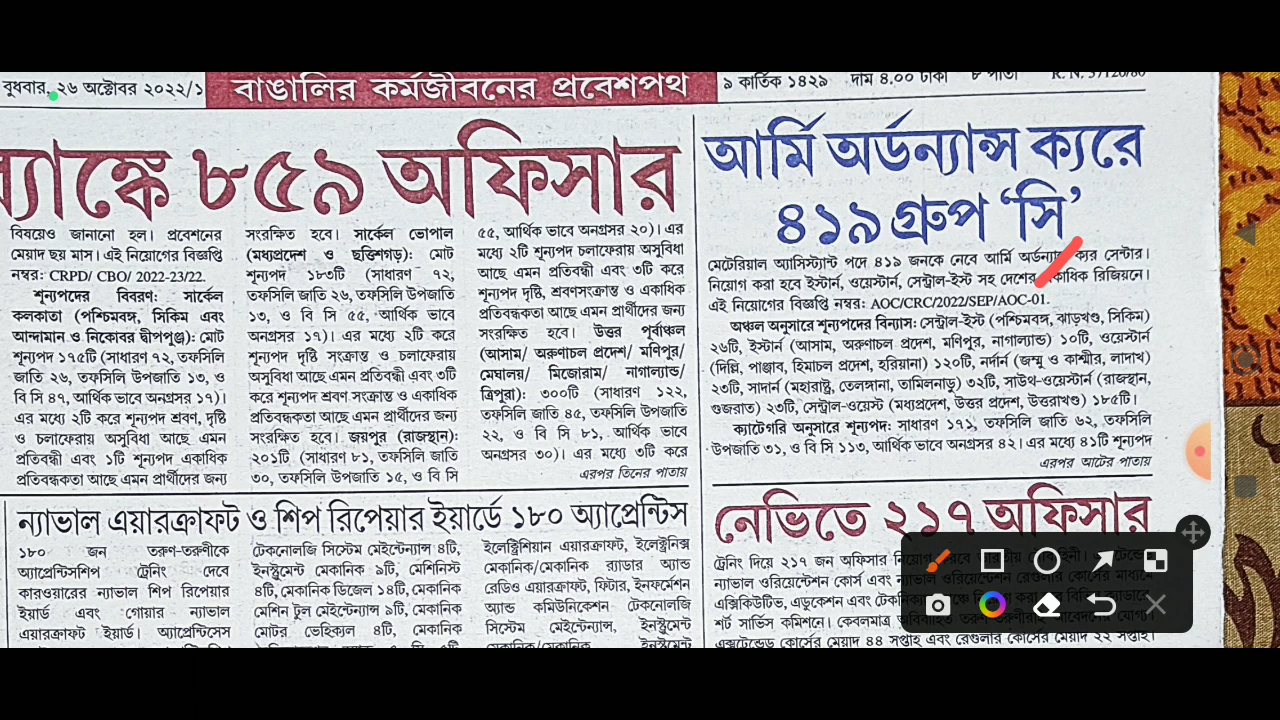 বুধবার, ২৬ অক্টোবর ২০২২/১
বাঙালির কর্মজীবনের প্রবেশপথ
৯ কার্তিক ১৪২৯ দাম ৪.০০ টাকা ৮ পাতা R. N.
ব্যাঙ্কে ৮৫৯ অফিসার
বিষয়েও জানানো হল। প্রবেশনের
মেয়াদ ছয় মাস। এই নিয়োগের বিজ্ঞপ্তি
নম্বর: CRPD/ CBO/ 2022-23/22.
শূন্যপদের বিবরণ: সার্কেল
কলকাতা (পশ্চিমবঙ্গ, সিকিম এবং
আন্দামান ও নিকোবর দ্বীপপুঞ্জ): মোট
শূন্যপদ ১৭৫টি (সাধারণ ৭২, তফসিলি
জাতি ২৬, তফসিলি উপজাতি ১৩, ও
বি সি ৪৭, আর্থিক ভাবে অনগ্রসর ১৭)।
এর মধ্যে ২টি করে শূন্যপদ শ্রবণ, দৃষ্টি
ও চলাফেরায় অসুবিধা আছে এমন
প্রতিবন্ধী এবং ১টি শূন্যপদ একাধিক
প্রতিবন্ধকতা আছে এমন প্রার্থীদের জন্য
সংরক্ষিত হবে। সার্কেল ভোপাল
(মধ্যপ্রদেশ ও ছত্তিশগড়): মোট
শূন্যপদ ১৮৩টি (সাধারণ ৭২,
তফসিলি জাতি ২৬, তফসিলি উপজাতি
১৩, ও বি সি ৫৫, আর্থিক ভাবে
অনগ্রসর ১৭)। এর মধ্যে ২টি করে
শূন্যপদ দৃষ্টি সংক্রান্ত ও চলাফেরায়
অসুবিধা আছে এমন প্রতিবন্ধী এবং ৩টি
করে শূন্যপদ শ্রবণ সংক্রান্ত ও একাধিক
প্রতিবন্ধকতা আছে এমন প্রার্থীদের জন্য
সংরক্ষিত হবে। জয়পুর (রাজস্থান):
২০১টি (সাধারণ ৮১, তফসিলি জাতি
৩০, তফসিলি উপজাতি ১৫, ও বি সি
৫৫, আর্থিক ভাবে অনগ্রসর ২০)। এর
মধ্যে ২টি শূন্যপদ চলাফেরায় অসুবিধা
আছে এমন প্রতিবন্ধী এবং ৩টি করে
শূন্যপদ দৃষ্টি, শ্রবণসংক্রান্ত ও একাধিক
প্রতিবন্ধকতা আছে এমন প্রার্থীদের জন্য
সংরক্ষিত হবে। উত্তর পূর্বাঞ্চল
(আসাম/ অরুণাচল প্রদেশ/ মণিপুর/
মেঘালয়/ মিজোরাম/ নাগাল্যান্ড/
ত্রিপুরা): ৩০০টি (সাধারণ ১২২,
তফসিলি জাতি ৪৫, তফসিলি উপজাতি
২২, ও বি সি ৮১, আর্থিক ভাবে
অনগ্রসর ৩০)। এর মধ্যে ৩টি করে
এরপর তিনের পাতায়
আর্মি অর্ডন্যান্স ক্যরে
৪১৯ গ্রুপ ‘সি’
মেটেরিয়াল অ্যাসিস্ট্যান্ট পদে ৪১৯ জনকে নেবে আর্মি অর্ডন্যান্স ক্যর সেন্টার।
নিয়োগ করা হবে ইস্টার্ন, ওয়েস্টার্ন, সেন্ট্রাল-ইস্ট সহ দেশের একাধিক রিজিয়নে।
এই নিয়োগের বিজ্ঞপ্তি নম্বর: AOC/CRC/2022/SEP/AOC-01.
অঞ্চল অনুসারে শূন্যপদের বিন্যাস: সেন্ট্রাল-ইস্ট (পশ্চিমবঙ্গ, ঝাড়খণ্ড, সিকিম)
২৬টি, ইস্টার্ন (আসাম, অরুণাচল প্রদেশ, মণিপুর, নাগাল্যান্ড) ১০টি, ওয়েস্টার্ন
(দিল্লি, পাঞ্জাব, হিমাচল প্রদেশ, হরিয়ানা) ১২০টি, নর্দার্ন (জম্মু ও কাশ্মীর, লাদাখ)
২৩টি, সাদার্ন (মহারাষ্ট্র, তেলঙ্গানা, তামিলনাড়ু) ৩২টি, সাউথ-ওয়েস্টার্ন (রাজস্থান,
গুজরাত) ২৩টি, সেন্ট্রাল-ওয়েস্ট (মধ্যপ্রদেশ, উত্তর প্রদেশ, উত্তরাখণ্ড) ১৮৫টি।
ক্যাটেগরি অনুসারে শূন্যপদ: সাধারণ ১৭১, তফসিলি জাতি ৬২, তফসিলি
উপজাতি ৩১, ও বি সি ১১৩, আর্থিক ভাবে অনগ্রসর ৪২। এর মধ্যে ৪১টি শূন্যপদ
এরপর আটের পাতায়
ন্যাভাল এয়ারক্রাফট ও শিপ রিপেয়ার ইয়ার্ডে ১৮০ অ্যাপ্রেন্টিস
১৮০ জন তরুণ-তরুণীকে
অ্যাপ্রেন্টিসশিপ ট্রেনিং দেবে
কারওয়ারের ন্যাভাল শিপ রিপেয়ার
ইয়ার্ড এবং গোয়ার ন্যাভাল
এয়ারক্রাফট ইয়ার্ড। অ্যাপ্রেন্টিসেস
টেকনোলজি সিস্টেম মেইন্টেন্যান্স ৪টি,
ইনস্ট্রুমেন্ট মেকানিক ৯টি, মেশিনিস্ট
৪টি, মেকানিক ডিজেল ১৪টি, মেকানিক
মেশিন টুল মেইন্টেন্যান্স ৯টি, মেকানিক
মোটর ভেহিকাল ৪টি, মেকানিক
ইলেক্ট্রিশিয়ান এয়ারক্রাফট, ইলেক্ট্রনিক্স
মেকানিক/মেকানিক র‍্যাডার অ্যান্ড
রেডিও এয়ারক্রাফট, ফিটার, ইনফর্মেশন
অ্যান্ড কমিউনিকেশন টেকনোলজি
সিস্টেম মেইন্টেন্যান্স, ইনস্ট্রুমেন্ট
মেকানিক/মেকানিক ইনস্ট্রুমেন্ট
নেভিতে ২১৭ অফিসার
ট্রেনিং দিয়ে ২১৭ জন অফিসার নিয়োগ করবে ভারতীয় নৌবাহিনী।
ন্যাভাল ওরিয়েন্টেশন কোর্স এবং ন্যাভাল ওরিয়েন্টেশন রেগুলার কোর্সের মাধ্যমে
এক্সিকিউটিভ, এডুকেশন এবং
শর্ট সার্ভিস কমিশনে। কেবলমাত্র অবিবাহিত
এক্সটেন্ডেড কোর্সের মেয়াদ ৪৪ সপ্তাহ এবং রেগুলার কোর্সের মেয়াদ ২২ সপ্তাহ।